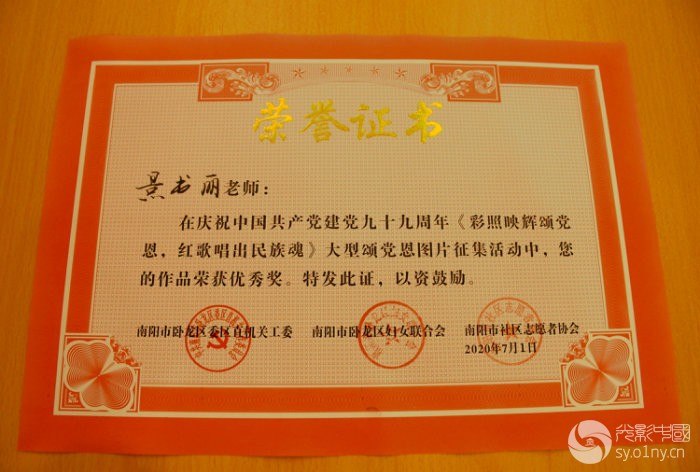 荣誉证书
景书丽老师：
在庆祝中国共产党建党九十九周年《彩照映辉颂党
恩，红歌唱出民族魂》大型颂党恩图片征集活动中，您
的作品荣获优秀奖。特发此证，以资鼓励。
南阳市卧龙区委区直机关工委 南阳市卧龙区妇女联合会 南阳市社区志愿者协会
2020年7月1日
光影中國
sy.01ny.cn